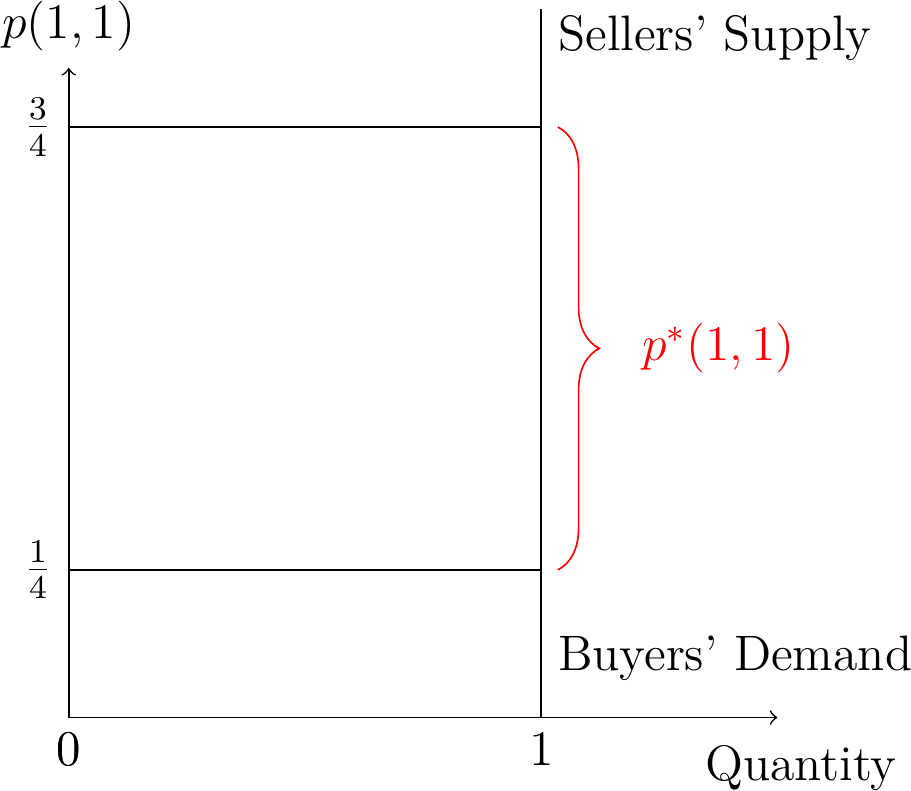 p(1, 1)
Sellers' Supply
3/4
p*(1, 1)
1/4
Buyers' Demand
0
1
Quantity